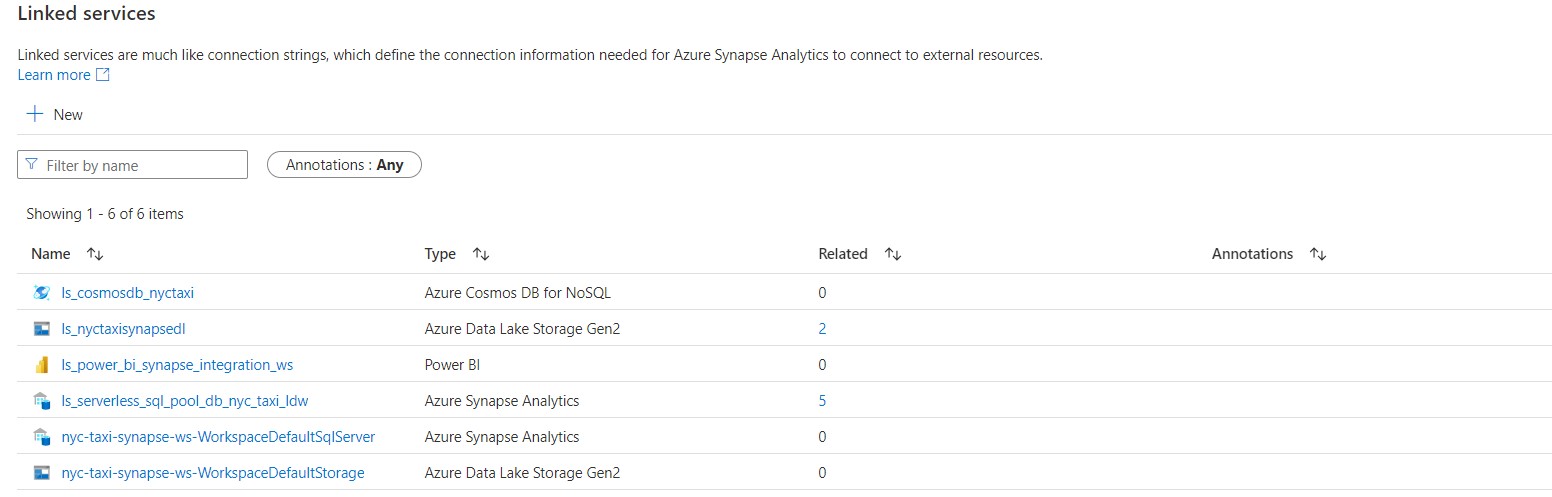 Linked services
Linked services are much like connection strings, which define the connection information needed for Azure Synapse Analytics to connect to external resources.
Learn more
New
Filter by name
Annotations : Any
Showing 1 - 6 of 6 items
Name Type Related Annotations
ls_cosmosdb_nyctaxi Azure Cosmos DB for NoSQL 0
ls_nyctaxisynapsedl Azure Data Lake Storage Gen2 2
ls_power_bi_synapse_integration_ws Power BI 0
ls_serverless_sql_pool_db_nyc_taxi_ldw Azure Synapse Analytics 5
nyc-taxi-synapse-ws-WorkspaceDefaultSqlServer Azure Synapse Analytics 0
nyc-taxi-synapse-ws-WorkspaceDefaultStorage Azure Data Lake Storage Gen2 0